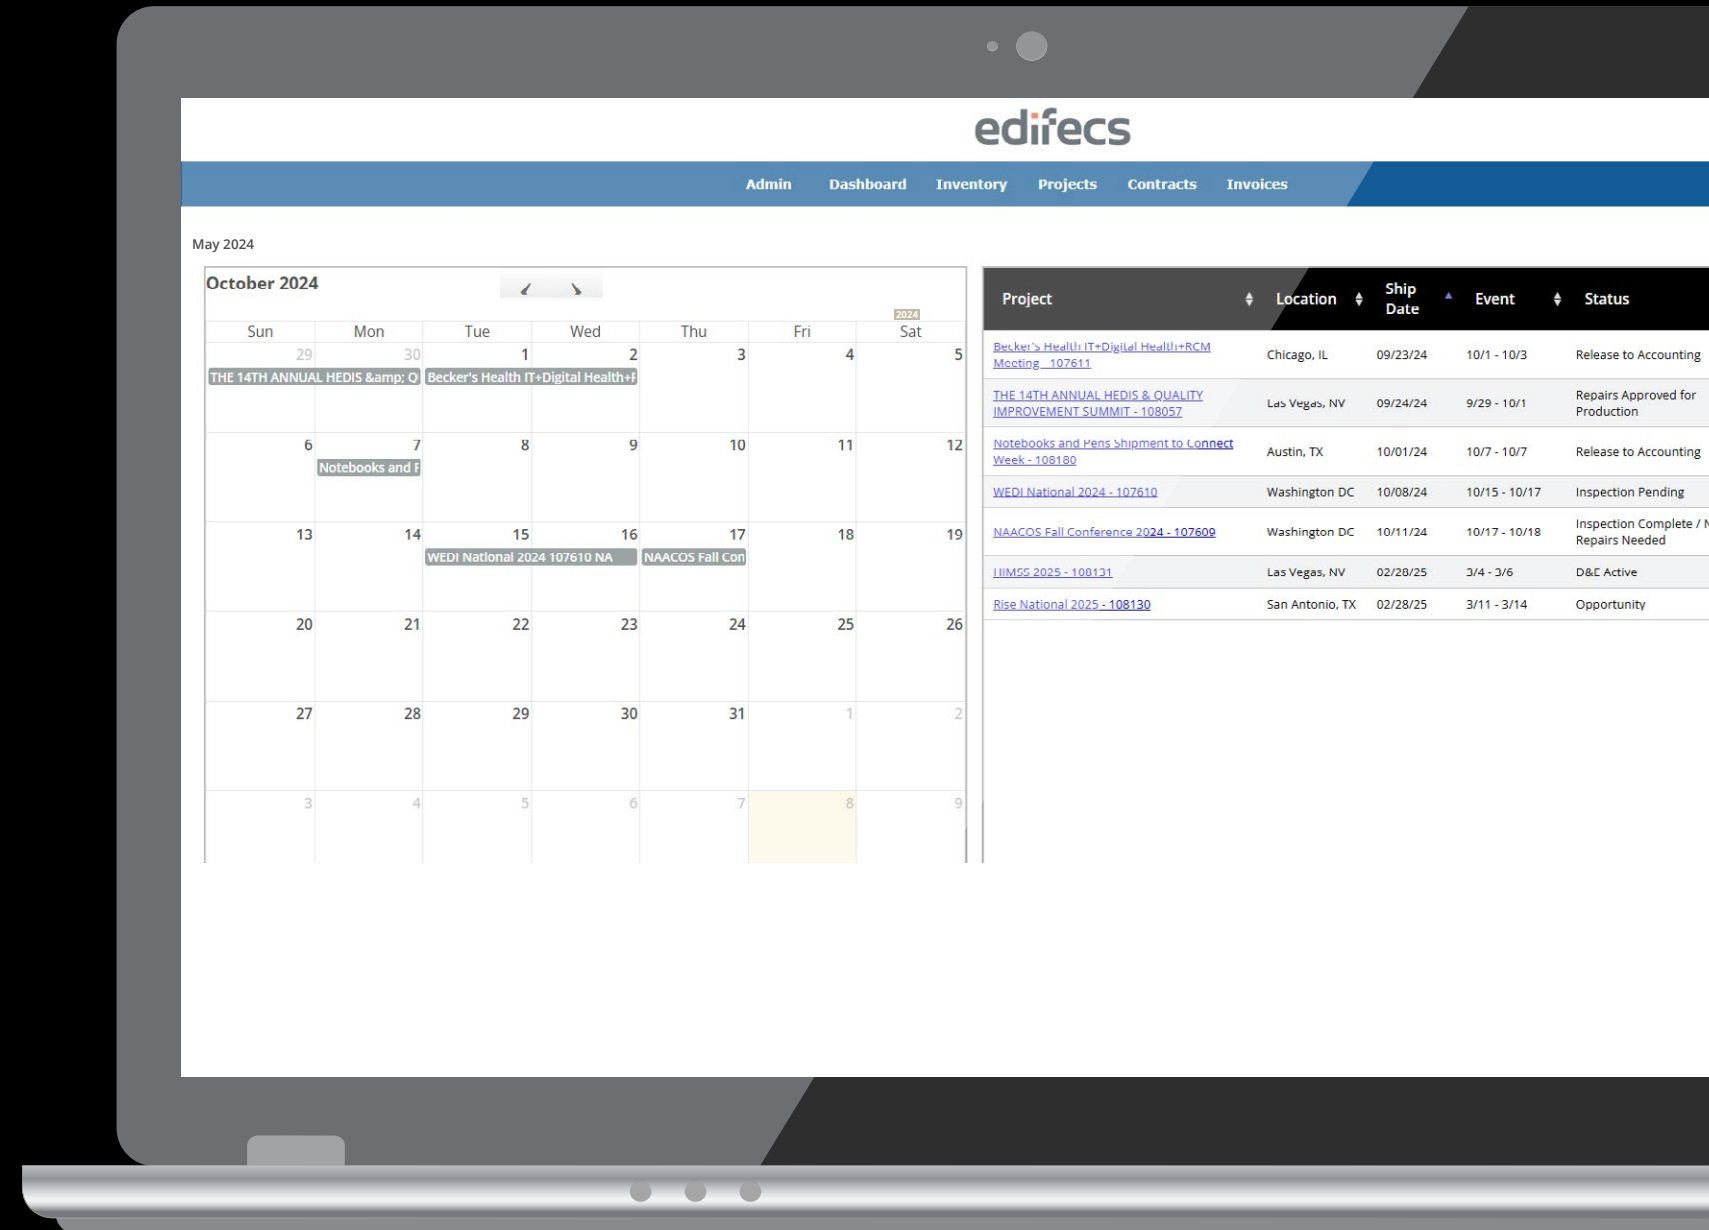 edifecs
Admin Dashboard Inventory Projects Contracts Invoices
May 2024
October 2024
2024
Sun Mon Tue Wed Thu Fri Sat
29 30 1 2 3 4 5
THE 14TH ANNUAL HEDIS &amp; Q Becker's Health IT+Digital Health+R
6 7 8 9 10 11 12
Notebooks and P
13 14 15 16 17 18 19
WEDI National 2024 107610 NA NAACOS Fall Con
20 21 22 23 24 25 26
27 28 29 30 31 1 2
3 4 5 6 7 8 9
Project Location Ship Date Event Status
Becker's Health IT+Digital Health+RCM
Meeting 107611
Chicago, IL 09/23/24 10/1 - 10/3 Release to Accounting
THE 14TH ANNUAL HEDIS & QUALITY
IMPROVEMENT SUMMIT - 108057
Las Vegas, NV 09/24/24 9/29 - 10/1 Repairs Approved for
Production
Notebooks and Pens Shipment to Connect
Week - 108180
Austin, TX 10/01/24 10/7 - 10/7 Release to Accounting
WEDI National 2024 - 107610 Washington DC 10/08/24 10/15 - 10/17 Inspection Pending
NAACOS Fall Conference 2024 - 107609 Washington DC 10/11/24 10/17 - 10/18 Inspection Complete / N
Repairs Needed
HIMSS 2025 - 108131 Las Vegas, NV 02/28/25 3/4 - 3/6 D&E Active
Rise National 2025 - 108130 San Antonio, TX 02/28/25 3/11 - 3/14 Opportunity